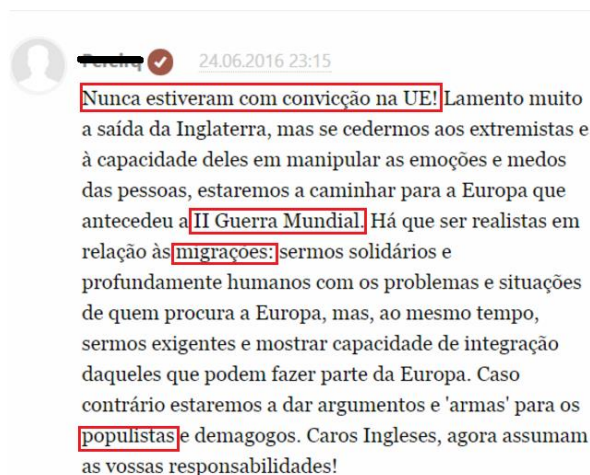 24.06.2016 23:15
Nunca estiveram com convicção na UE! Lamento muito
a saída da Inglaterra, mas se cedermos aos extremistas e
à capacidade deles em manipular as emoções e medos
das pessoas, estaremos a caminhar para a Europa que
antecedeu a II Guerra Mundial. Há que ser realistas em
relação às migrações: sermos solidários e
profundamente humanos com os problemas e situações
de quem procura a Europa, mas, ao mesmo tempo,
sermos exigentes e mostrar capacidade de integração
daqueles que podem fazer parte da Europa. Caso
contrário estaremos a dar argumentos e 'armas' para os
populistas e demagogos. Caros Ingleses, agora assumam
as vossas responsabilidades!